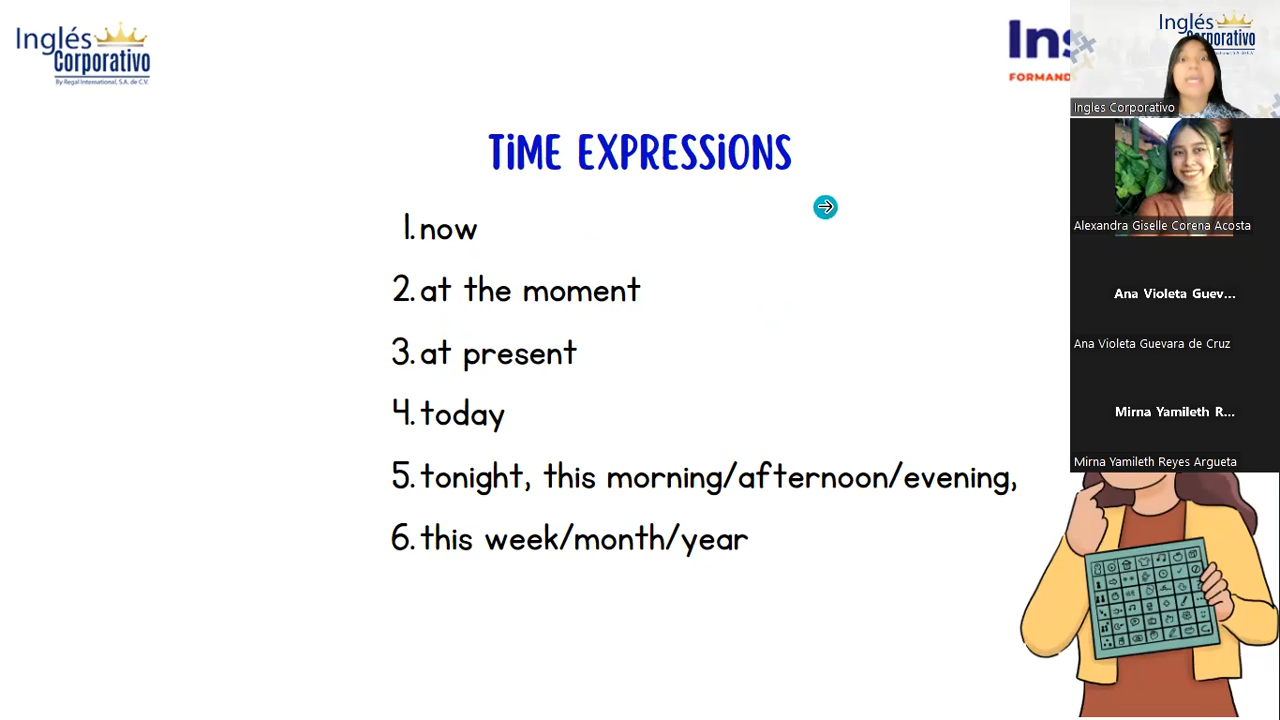 Inglés
Corporativo
By Regal International, S.A. de C.V.
Ins
FORMAND
TIME EXPRESSIONS
1. now
2. at the moment
3. at present
4. today
5. tonight, this morning/afternoon/evening,
6. this week/month/year
Inglés
Corporativo
Ingles Corporativo
Alexandra Giselle Corena Acosta
Ana Violeta Guev...
Ana Violeta Guevara de Cruz
Mirna Yamileth R...
Mirna Yamileth Reyes Argueta